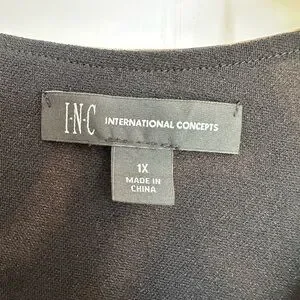 I·N·C INTERNATIONAL CONCEPTS
1X
MADE IN
CHINA